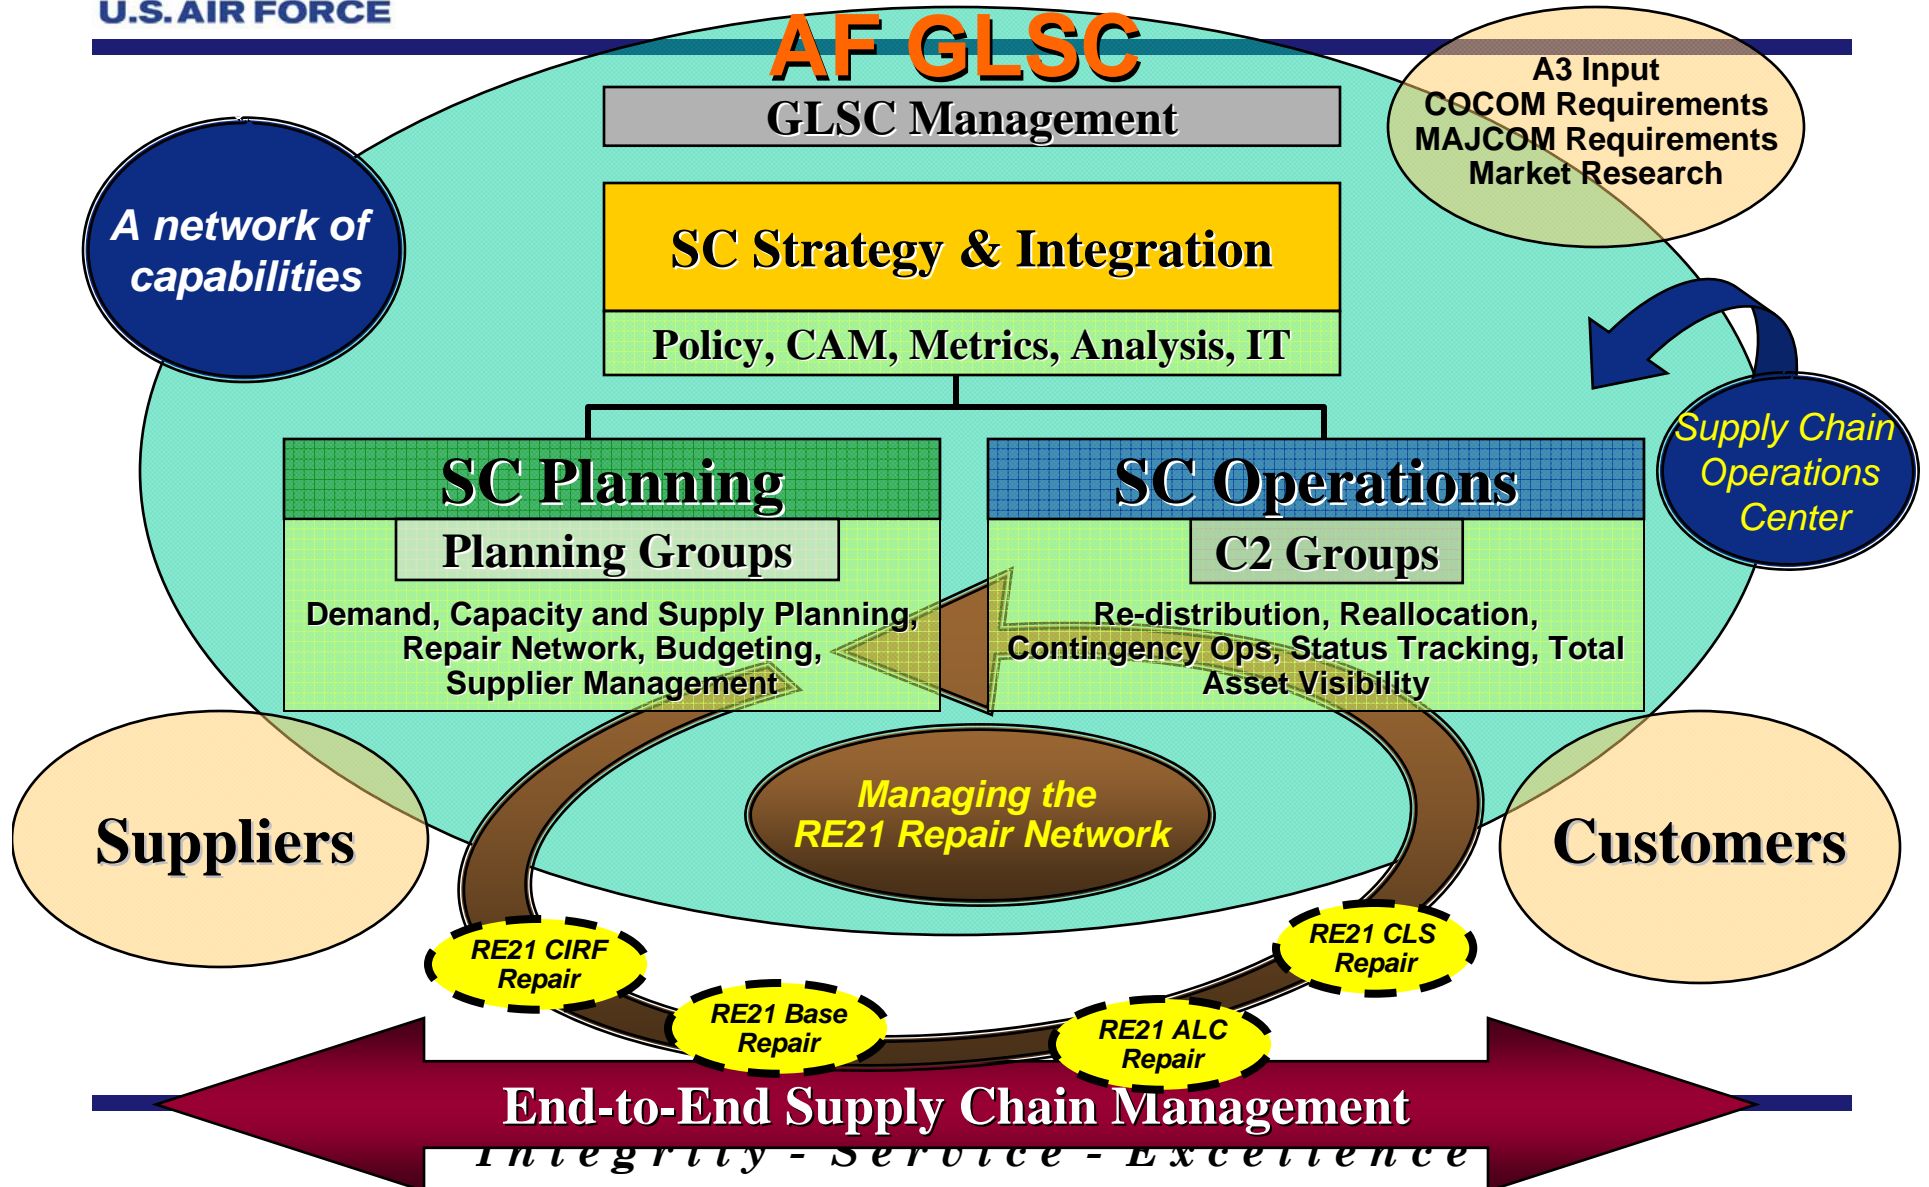 U.S. AIR FORCE
AF GLSC
GLSC Management
A3 Input
COCOM Requirements
MAJCOM Requirements
Market Research
A network of
capabilities
SC Strategy & Integration
Policy, CAM, Metrics, Analysis, IT
Supply Chain
Operations
Center
SC Planning
Planning Groups
Demand, Capacity and Supply Planning,
Repair Network, Budgeting,
Supplier Management
SC Operations
C2 Groups
Re-distribution, Reallocation,
Contingency Ops, Status Tracking, Total
Asset Visibility
Managing the
RE21 Repair Network
Suppliers
Customers
RE21 CIRF
Repair
RE21 Base
Repair
RE21 ALC
Repair
RE21 CLS
Repair
End-to-End Supply Chain Management
Integrity - Service - Excellence